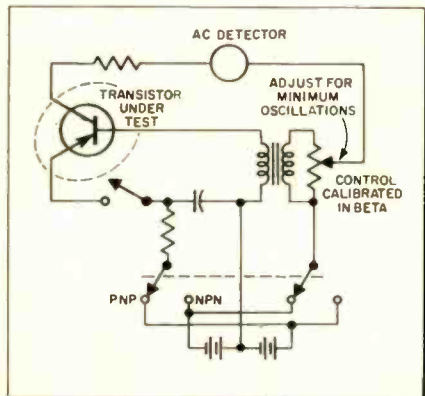 AC DETECTOR
ADJUST FOR
MINIMUM
OSCILLATIONS
TRANSISTOR
UNDER
TEST
CONTROL
CALIBRATED
IN BETA
PNP
NPN